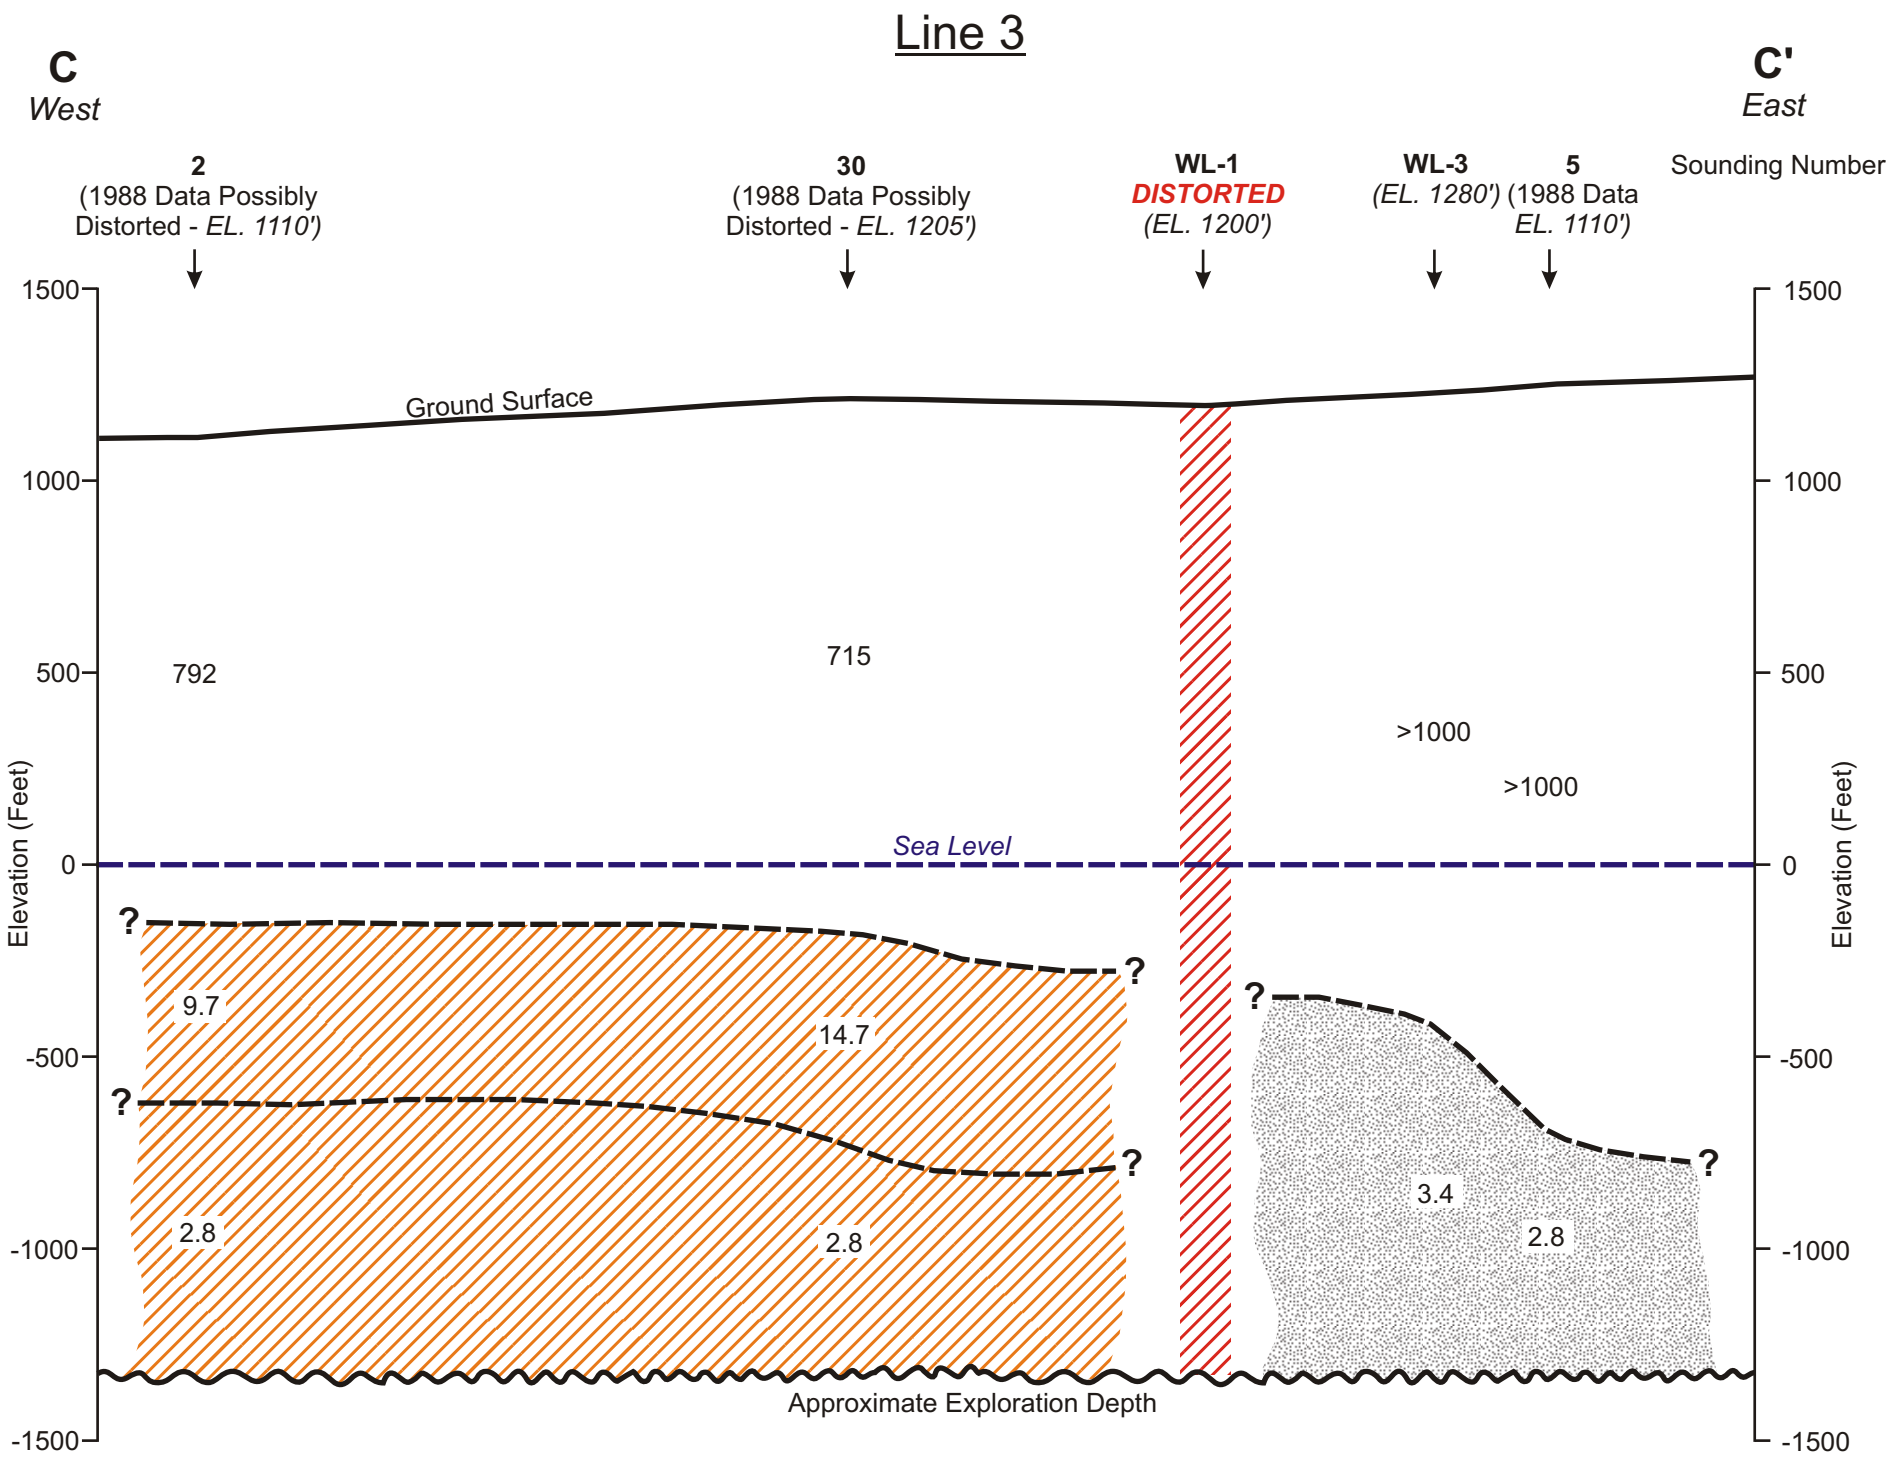 Line 3
C
West
C'
East
2
(1988 Data Possibly
Distorted - EL. 1110')
30
(1988 Data Possibly
Distorted - EL. 1205')
WL-1
DISTORTED
(EL. 1200')
WL-3
(EL. 1280')
5
(1988 Data
EL. 1110')
Sounding Number
1500
1500
Ground Surface
1000
1000
500
792
715
500
>1000
>1000
Elevation (Feet)
Elevation (Feet)
Sea Level
0
0
?
?
?
9.7
14.7
-500
-500
?
?
?
3.4
2.8
2.8
2.8
-1000
-1000
Approximate Exploration Depth
-1500
-1500